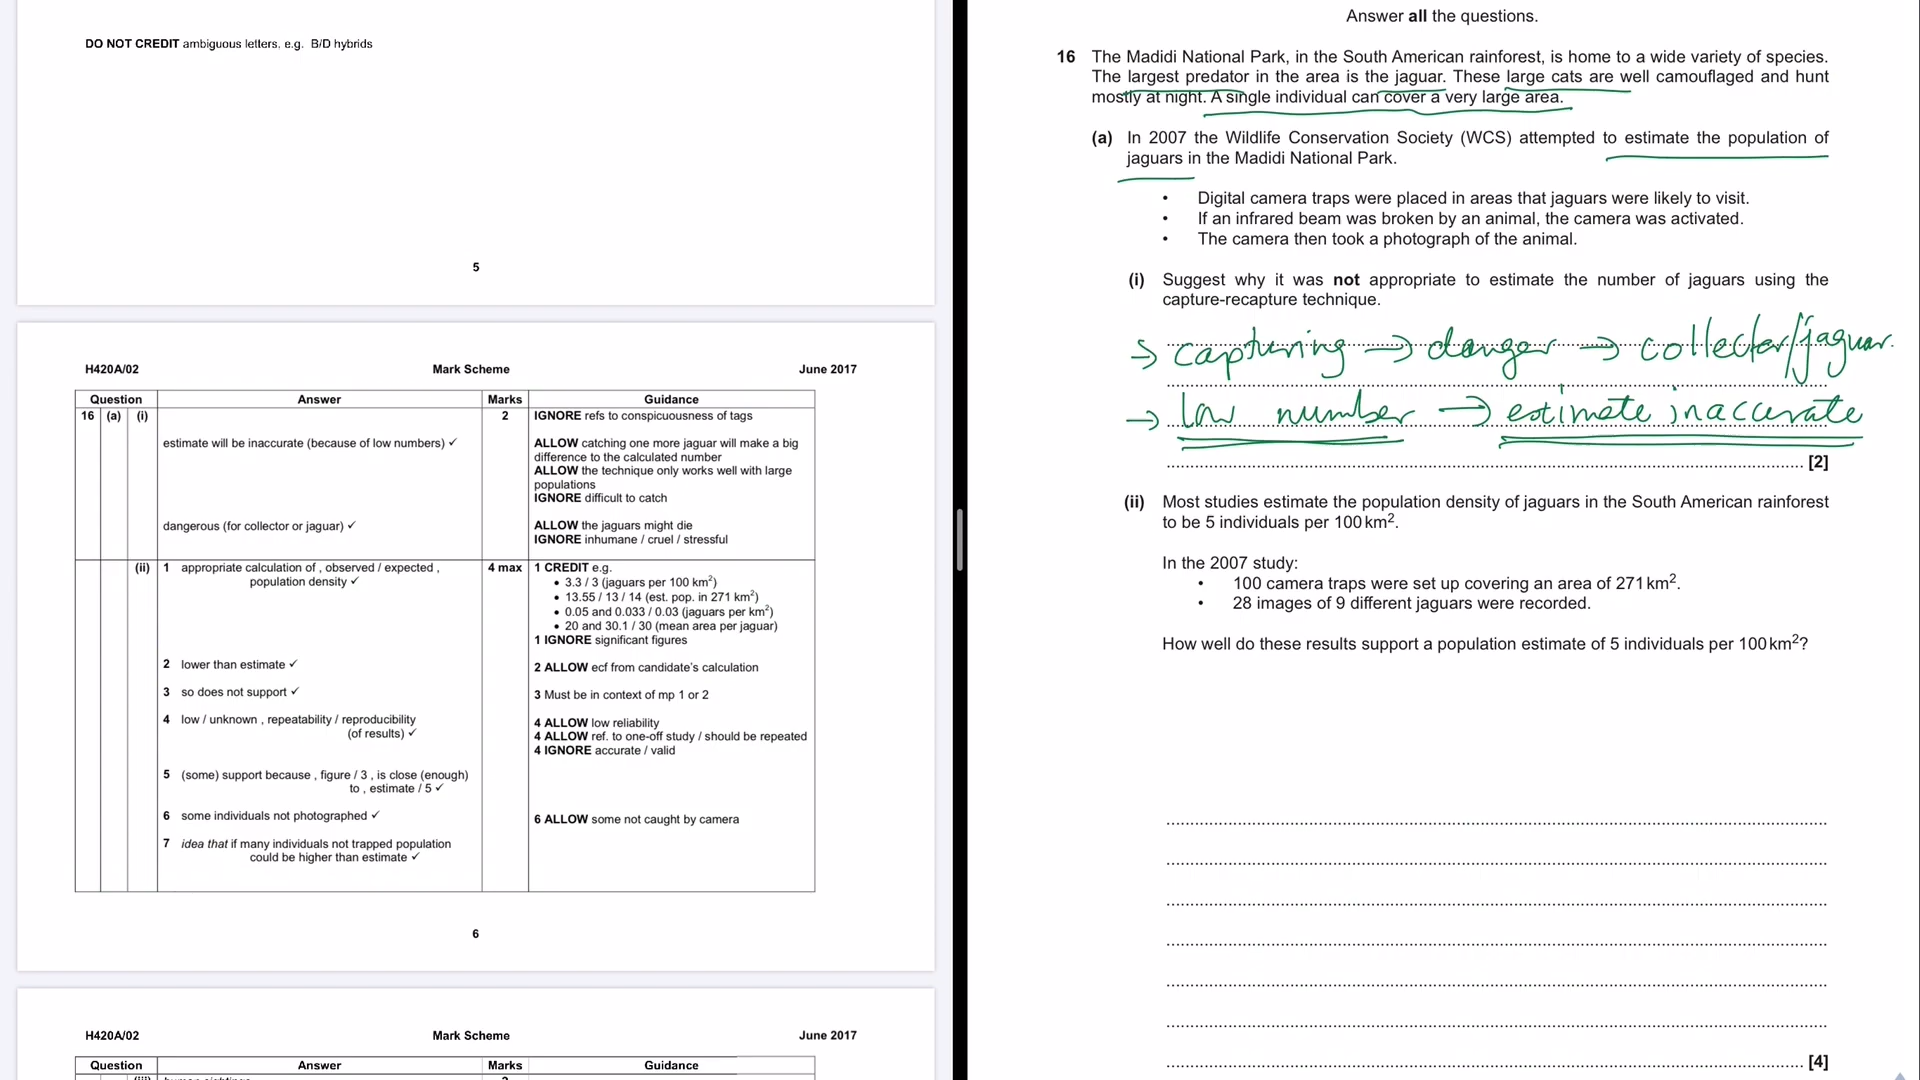 DO NOT CREDIT ambiguous letters, e.g. B/D hybrids
5
H420A/02 Mark Scheme June 2017
Question Answer Marks Guidance
16 (a) (i) 2 IGNORE refs to conspicuousness of tags
estimate will be inaccurate (because of low numbers) ✓ ALLOW catching one more jaguar will make a big
difference to the calculated number
ALLOW the technique only works well with large
populations
IGNORE difficult to catch
dangerous (for collector or jaguar) ✓ ALLOW the jaguars might die
IGNORE inhumane / cruel / stressful
(ii) 1 appropriate calculation of , observed / expected , 4 max 1 CREDIT e.g.
population density ✓ • 3.3 / 3 (jaguars per 100 km²)
• 13.55 / 13 / 14 (est. pop. in 271 km²)
• 0.05 and 0.033 / 0.03 (jaguars per km²)
• 20 and 30.1 / 30 (mean area per jaguar)
1 IGNORE significant figures
2 lower than estimate ✓ 2 ALLOW ecf from candidate's calculation
3 so does not support ✓ 3 Must be in context of mp 1 or 2
4 low / unknown , repeatability / reproducibility 4 ALLOW low reliability
(of results) ✓ 4 ALLOW ref. to one-off study / should be repeated
4 IGNORE accurate / valid
5 (some) support because , figure / 3 , is close (enough)
to , estimate / 5 ✓
6 some individuals not photographed ✓ 6 ALLOW some not caught by camera
7 idea that if many individuals not trapped population
could be higher than estimate ✓
6
H420A/02 Mark Scheme June 2017
Question Answer Marks Guidance
Answer all the questions.
16 The Madidi National Park, in the South American rainforest, is home to a wide variety of species.
The largest predator in the area is the jaguar. These large cats are well camouflaged and hunt
mostly at night. A single individual can cover a very large area.
(a) In 2007 the Wildlife Conservation Society (WCS) attempted to estimate the population of
jaguars in the Madidi National Park.
• Digital camera traps were placed in areas that jaguars were likely to visit.
• If an infrared beam was broken by an animal, the camera was activated.
• The camera then took a photograph of the animal.
(i) Suggest why it was not appropriate to estimate the number of jaguars using the
capture-recapture technique.
→ capturing → danger → collector/jaguar.
→ low number → estimate inaccurate
[2]
(ii) Most studies estimate the population density of jaguars in the South American rainforest
to be 5 individuals per 100 km².
In the 2007 study:
• 100 camera traps were set up covering an area of 271 km².
• 28 images of 9 different jaguars were recorded.
How well do these results support a population estimate of 5 individuals per 100 km²?
[4]